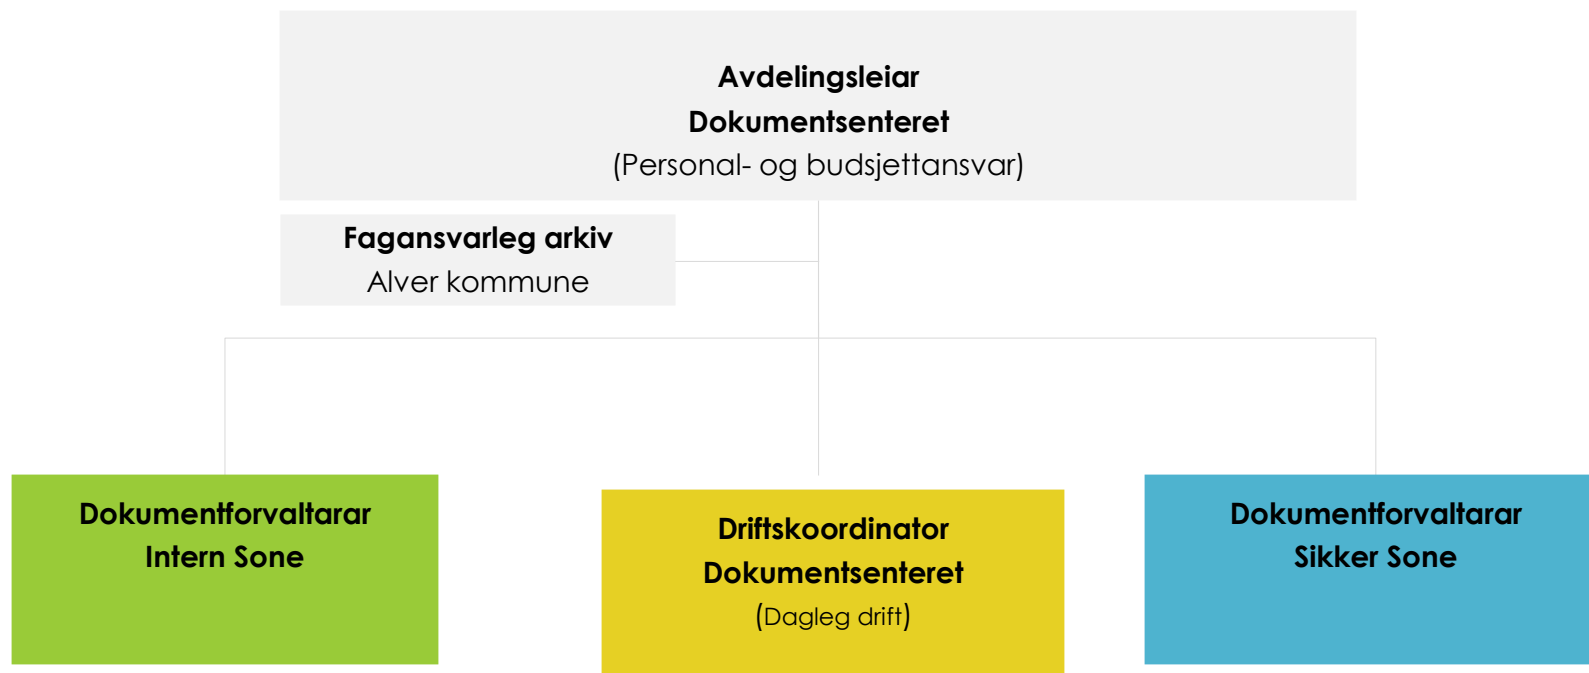 Avdelingsleiar
Dokumentsenteret
(Personal- og budsjettansvar)
Fagansvarleg arkiv
Alver kommune
Dokumentforvaltarar
Intern Sone
Driftskoordinator
Dokumentsenteret
(Dagleg drift)
Dokumentforvaltarar
Sikker Sone